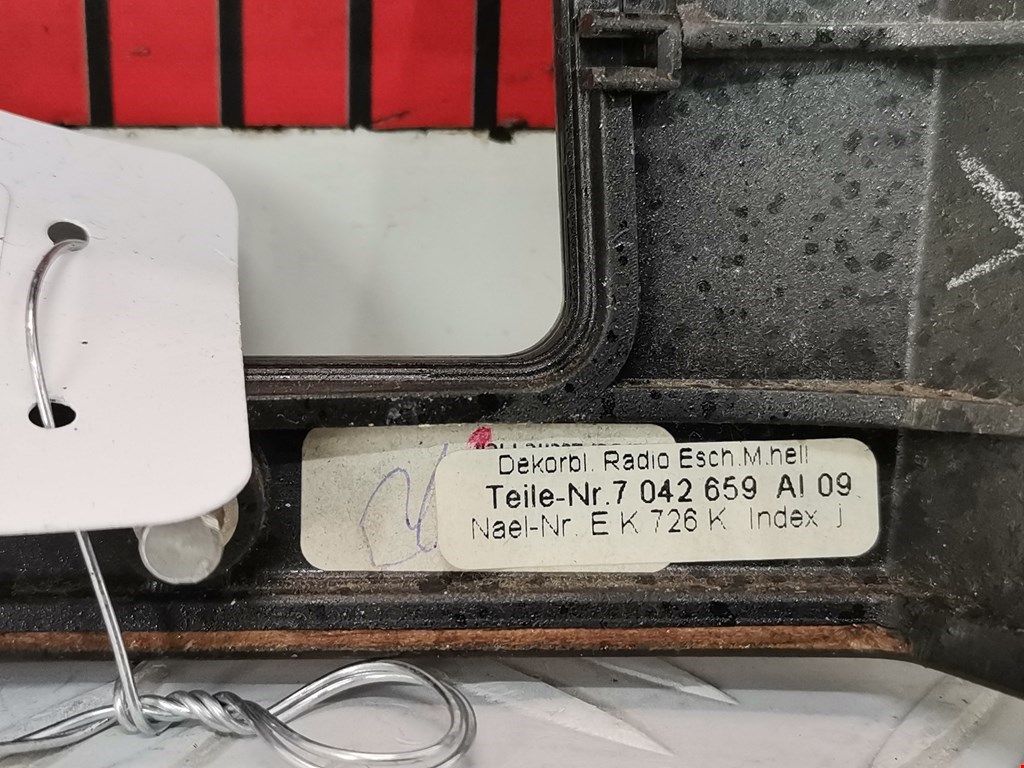 Dekorbl. Radio Esch.M.hell
Teile-Nr.7 042 659 AI 09
Nael-Nr. E K 726 K Index j